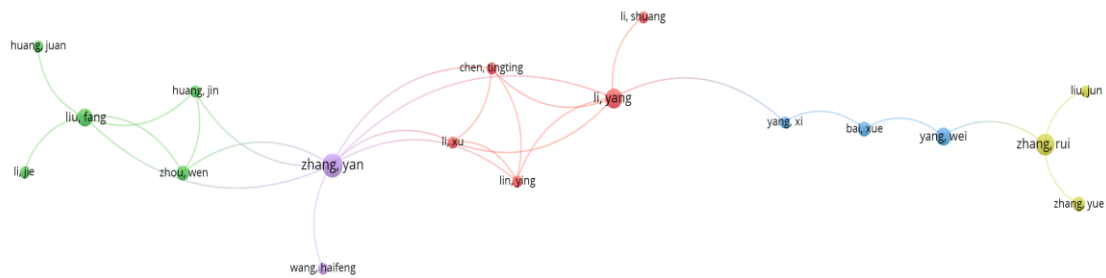 li, shuang
huang, juan
chen, tingting
huang, jin
liu, jun
li, yang
liu, fang
yang, xi
bai, xue
yang, wei
li, xu
zhang, rui
zhang, yan
li, jie
zhou, wen
lin, ying
zhang, yue
wang, haifeng